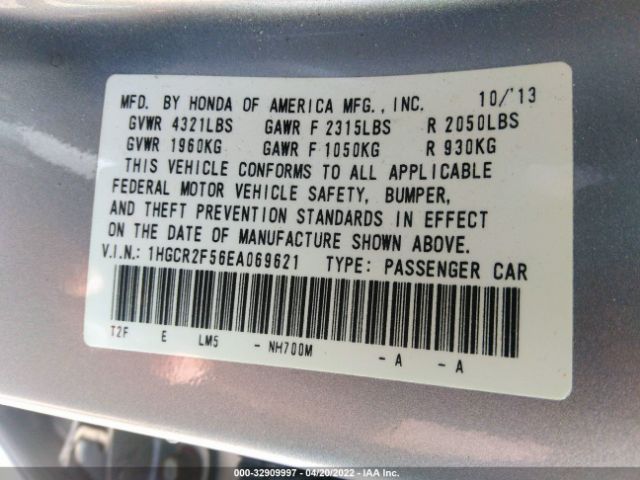 MFD. BY HONDA OF AMERICA MFG., INC. 10/'13
GVWR 4321LBS GAWR F 2315LBS R 2050LBS
GVWR 1960KG GAWR F 1050KG R 930KG
THIS VEHICLE CONFORMS TO ALL APPLICABLE
FEDERAL MOTOR VEHICLE SAFETY, BUMPER,
AND THEFT PREVENTION STANDARDS IN EFFECT
ON THE DATE OF MANUFACTURE SHOWN ABOVE.
V.I.N.: 1HGCR2F56EA069621 TYPE: PASSENGER CAR
T2F E LM5 - NH700M - A - A
000-32909997 - 04/20/2022 - IAA Inc.